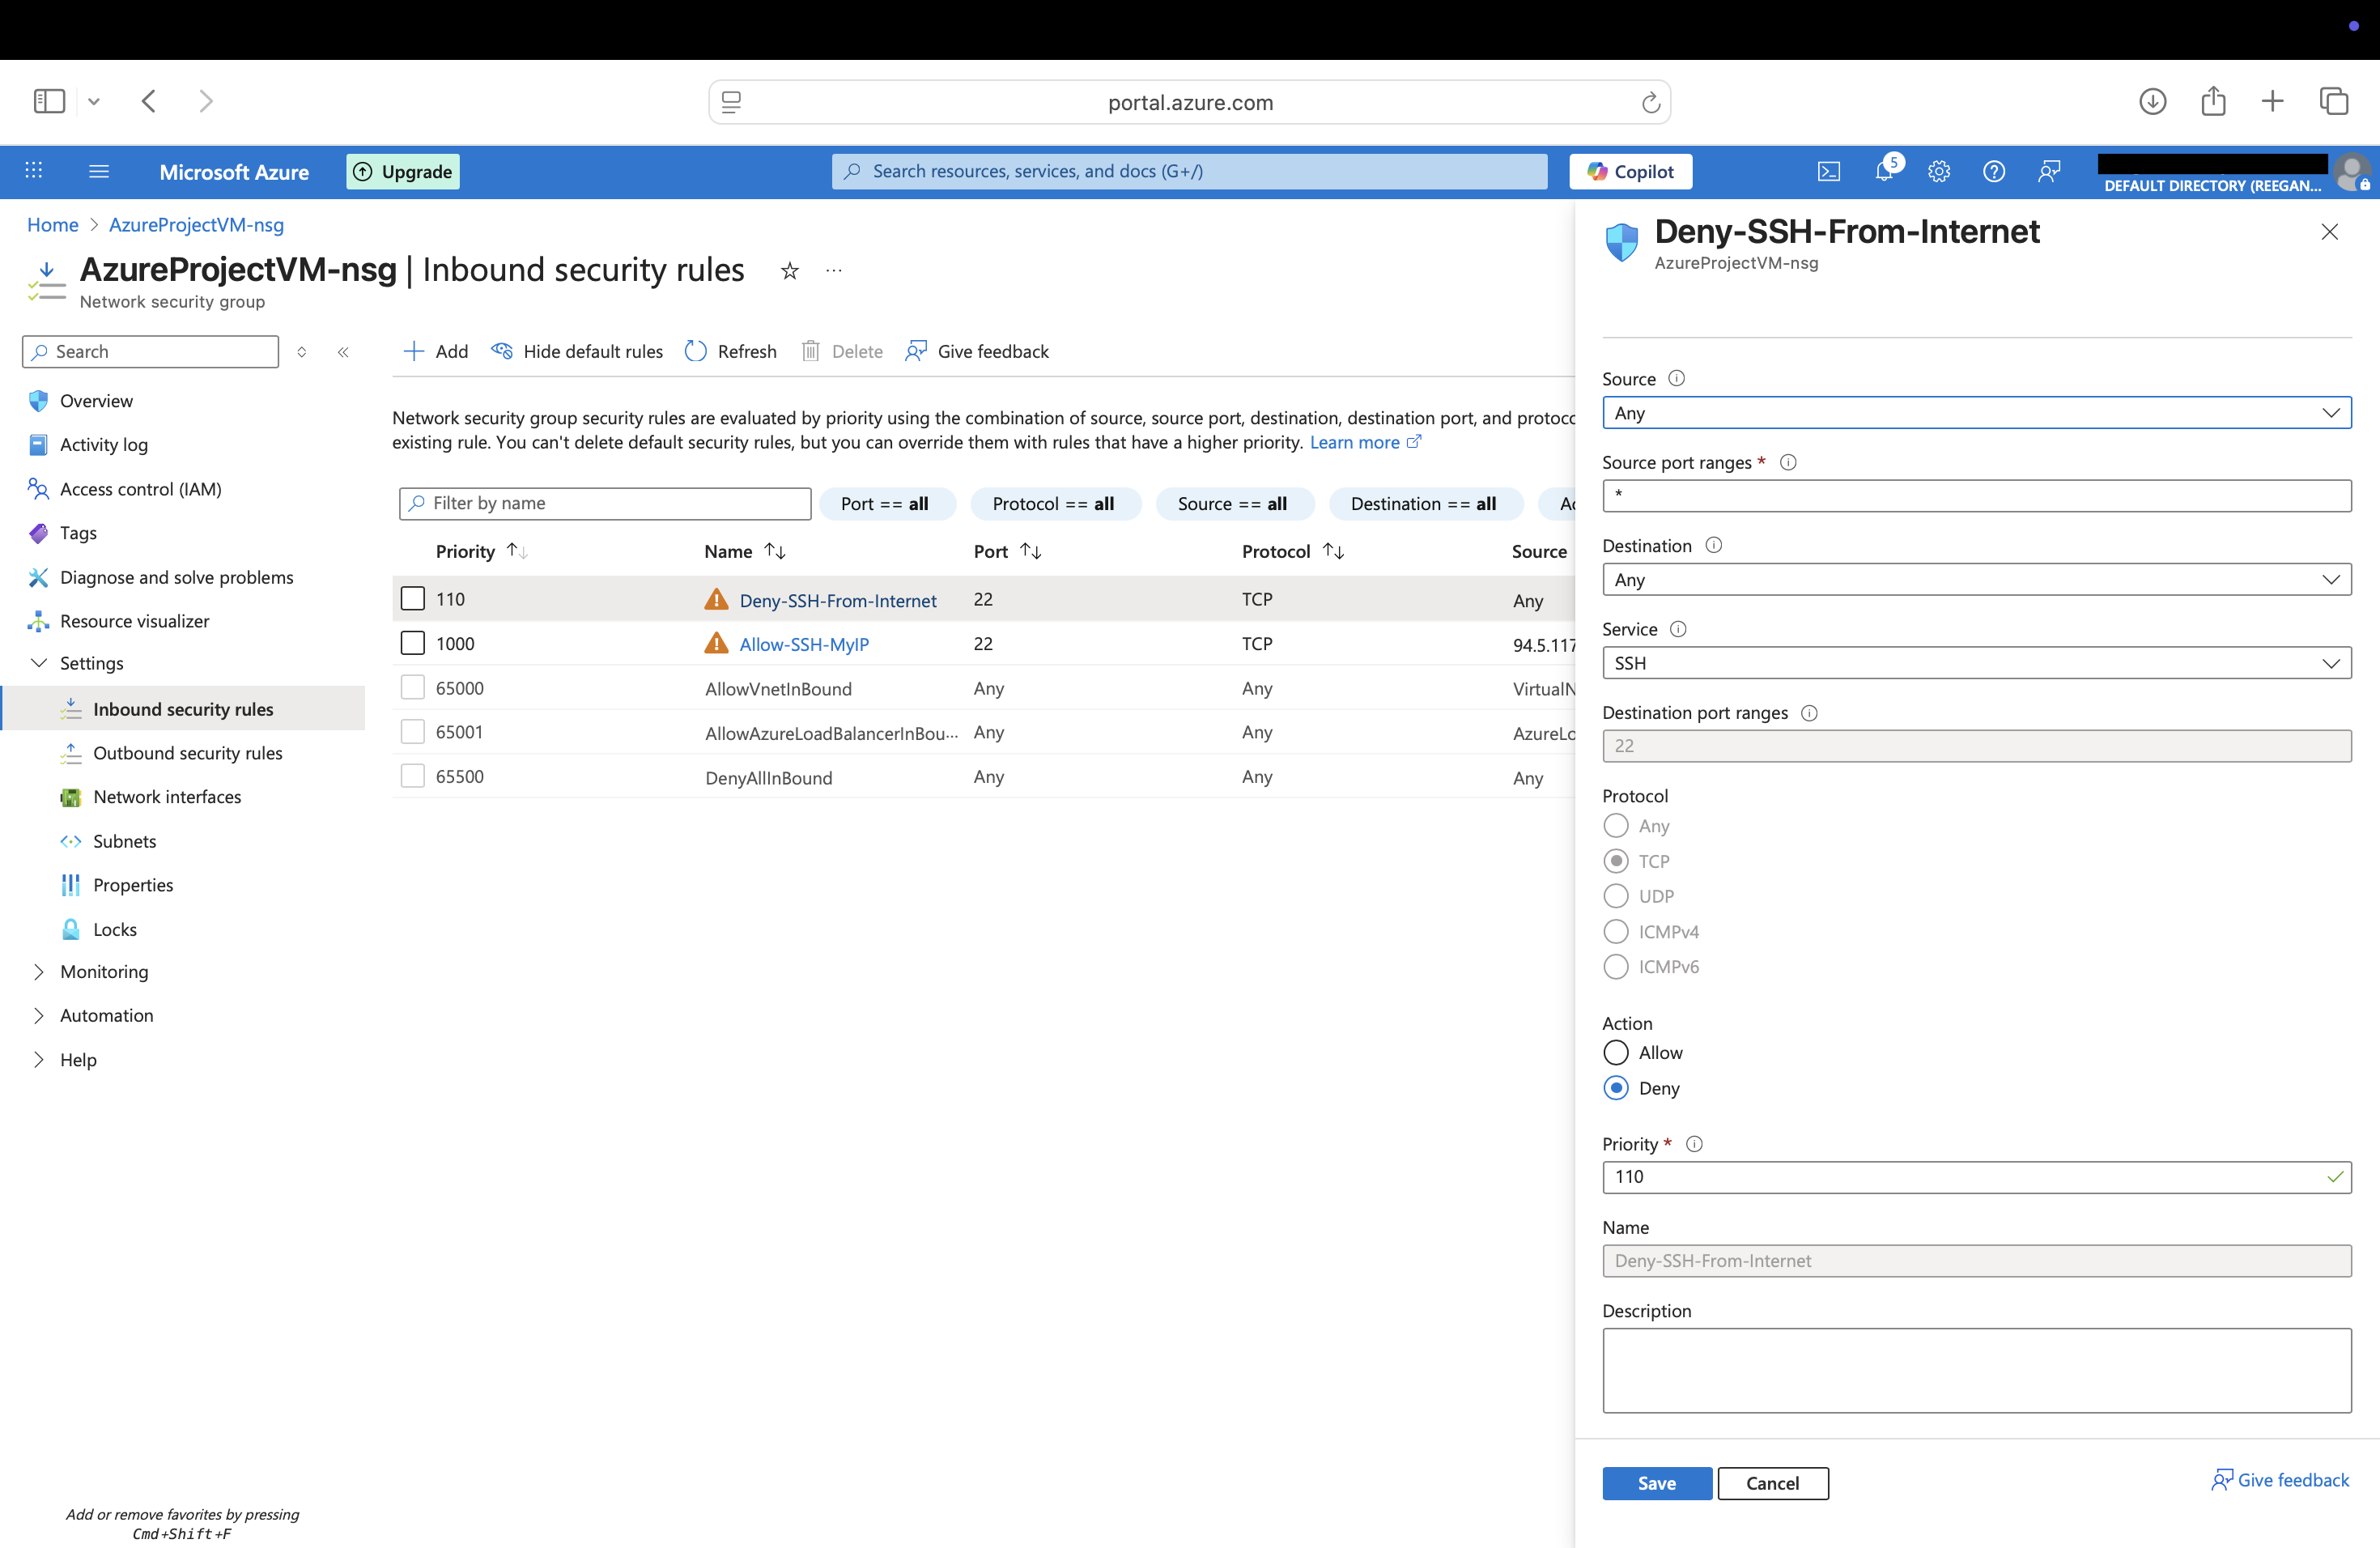 portal.azure.com
Microsoft Azure
Upgrade
Search resources, services, and docs (G+/)
Copilot
5
DEFAULT DIRECTORY (REEGAN...
Home > AzureProjectVM-nsg
AzureProjectVM-nsg | Inbound security rules
Network security group
Search
Overview
Activity log
Access control (IAM)
Tags
Diagnose and solve problems
Resource visualizer
Settings
Inbound security rules
Outbound security rules
Network interfaces
Subnets
Properties
Locks
Monitoring
Automation
Help
Add or remove favorites by pressing
Cmd+Shift+F
Add Hide default rules Refresh Delete Give feedback
Network security group security rules are evaluated by priority using the combination of source, source port, destination, destination port, and
existing rule. You can't delete default security rules, but you can override them with rules that have a higher priority. Learn more
Filter by name Port == all Protocol == all Source == all Destination == all
Priority Name Port Protocol Source
110 Deny-SSH-From-Internet 22 TCP Any
1000 Allow-SSH-MyIP 22 TCP 94.5.117
65000 AllowVnetInBound Any Any VirtualN
65001 AllowAzureLoadBalancerInBou... Any Any AzureLo
65500 DenyAllInBound Any Any Any
Deny-SSH-From-Internet
AzureProjectVM-nsg
Source
Any
Source port ranges *
*
Destination
Any
Service
SSH
Destination port ranges
22
Protocol
Any
TCP
UDP
ICMPv4
ICMPv6
Action
Allow
Deny
Priority *
110
Name
Deny-SSH-From-Internet
Description
Save Cancel Give feedback